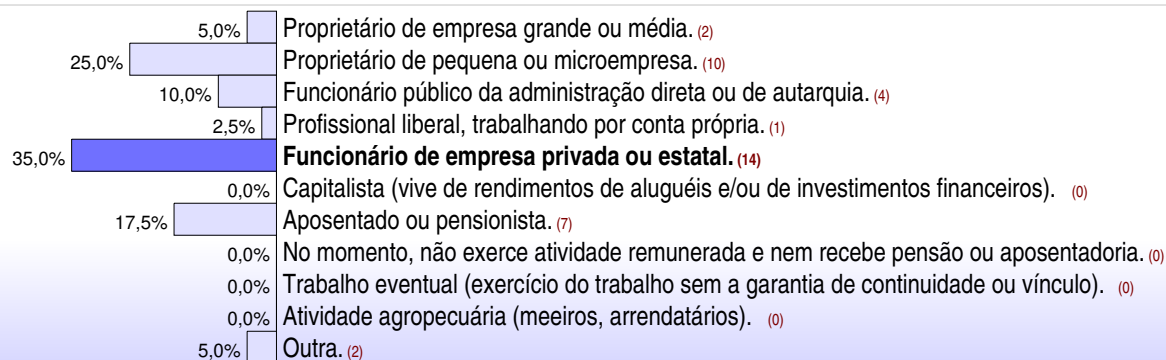 5,0% Proprietário de empresa grande ou média. (2)
25,0% Proprietário de pequena ou microempresa. (10)
10,0% Funcionário público da administração direta ou de autarquia. (4)
2,5% Profissional liberal, trabalhando por conta própria. (1)
35,0% Funcionário de empresa privada ou estatal. (14)
0,0% Capitalista (vive de rendimentos de aluguéis e/ou de investimentos financeiros). (0)
17,5% Aposentado ou pensionista. (7)
0,0% No momento, não exerce atividade remunerada e nem recebe pensão ou aposentadoria. (0)
0,0% Trabalho eventual (exercício do trabalho sem a garantia de continuidade ou vínculo). (0)
0,0% Atividade agropecuária (meeiros, arrendatários). (0)
5,0% Outra. (2)